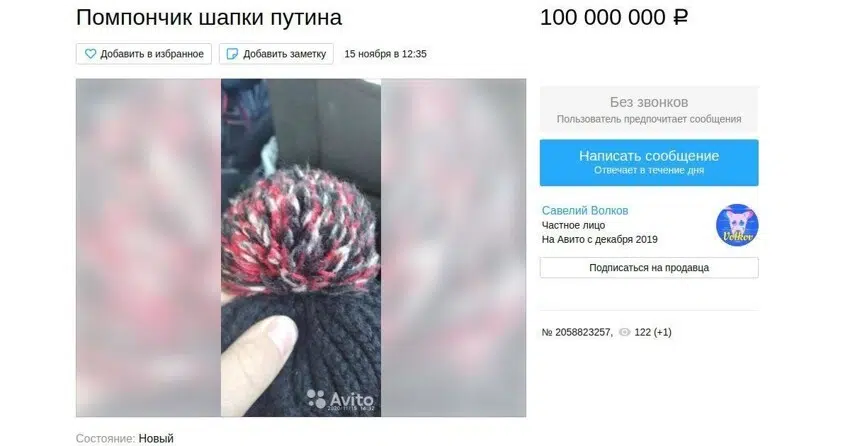 Помпончик шапки путина
100 000 000 ₽
Добавить в избранное
Добавить заметку
15 ноября в 12:35
Без звонков
Пользователь предпочитает сообщения
Написать сообщение
Отвечает в течение дня
Савелий Волков
Частное лицо
На Авито с декабря 2019
Volkov
Подписаться на продавца
№ 2058823257, 122 (+1)
Avito
Состояние: Новый